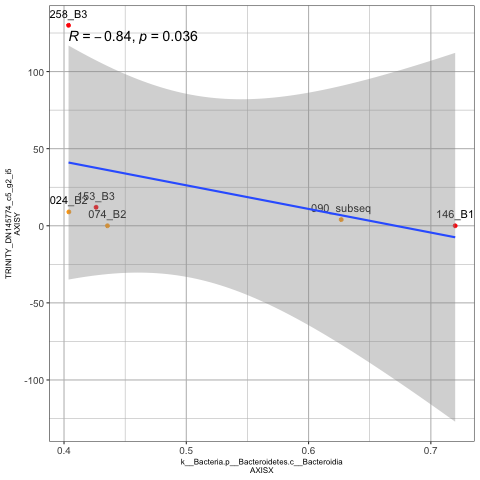 258_B3
R = −0.84, p = 0.036
100
50
0
-50
-100
024_B2
153_B3
074_B2
090_subseq
146_B1
0.4
0.5
0.6
0.7
k__Bacteria.p__Bacteroidetes.c__Bacteroidia
AXISX
TRINITY_DN145774_c5_g2_i5
AXISY